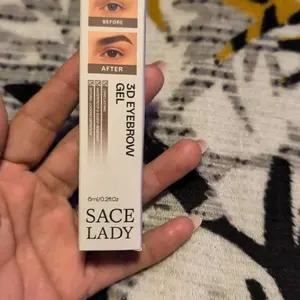 BEFORE
AFTER
3D EYEBROW
GEL
6ml/0.2fl.Oz
SACE
LADY